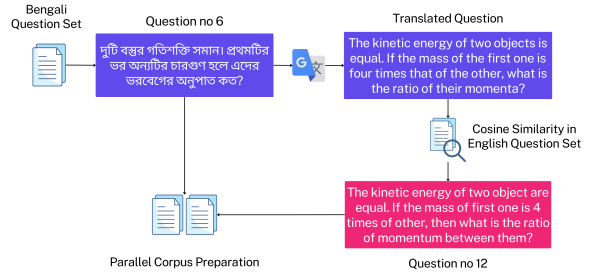 Bengali
Question Set
Question no 6
দুটি বস্তুর গতিশক্তি সমান। প্রথমটির
ভর অন্যটির চারগুণ হলে এদের
ভরবেগের অনুপাত কত?
Translated Question
The kinetic energy of two objects is
equal. If the mass of the first one is
four times that of the other, what is
the ratio of their momenta?
Cosine Similarity in
English Question Set
The kinetic energy of two object are
equal. If the mass of first one is 4
times of other, then what is the ratio
of momentum between them?
Question no 12
Parallel Corpus Preparation